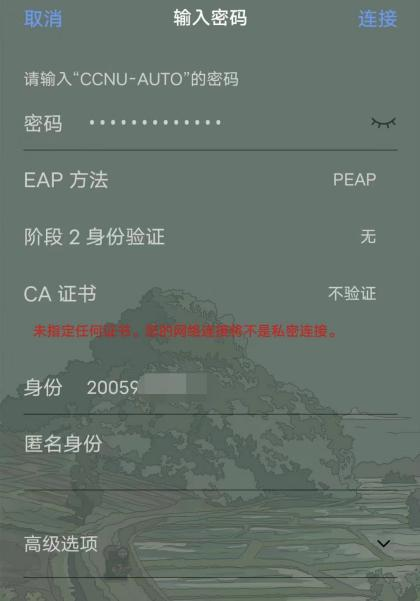 取消 输入密码 连接
请输入“CCNU-AUTO”的密码
密码 •••••••••••••
EAP 方法 PEAP
阶段 2 身份验证 无
CA 证书 不验证
未指定任何证书。您的网络连接将不是私密连接。
身份 20059
匿名身份
高级选项